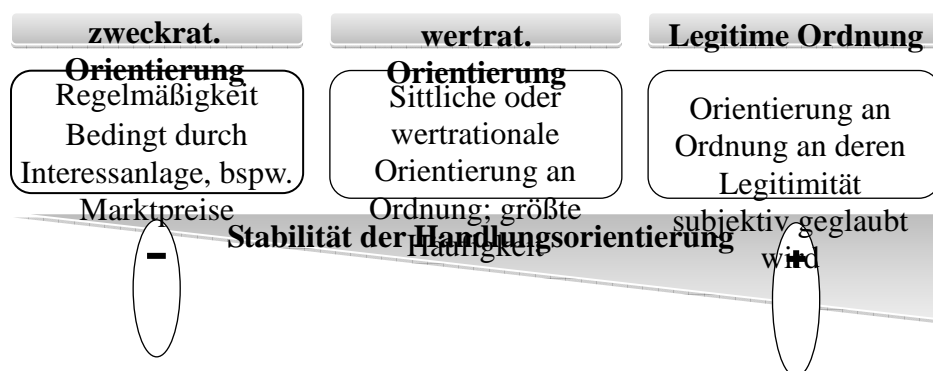 zweckrat.
Orientierung
Regelmäßigkeit
Bedingt durch
Interessanlage, bspw.
Marktpreise
wertrat.
Orientierung
Sittliche oder
wertrationale
Orientierung an
Ordnung; größte
Häufigkeit
Legitime Ordnung
Orientierung an
Ordnung an deren
Legitimität
subjektiv geglaubt
wird
Stabilität der Handlungsorientierung
-
+